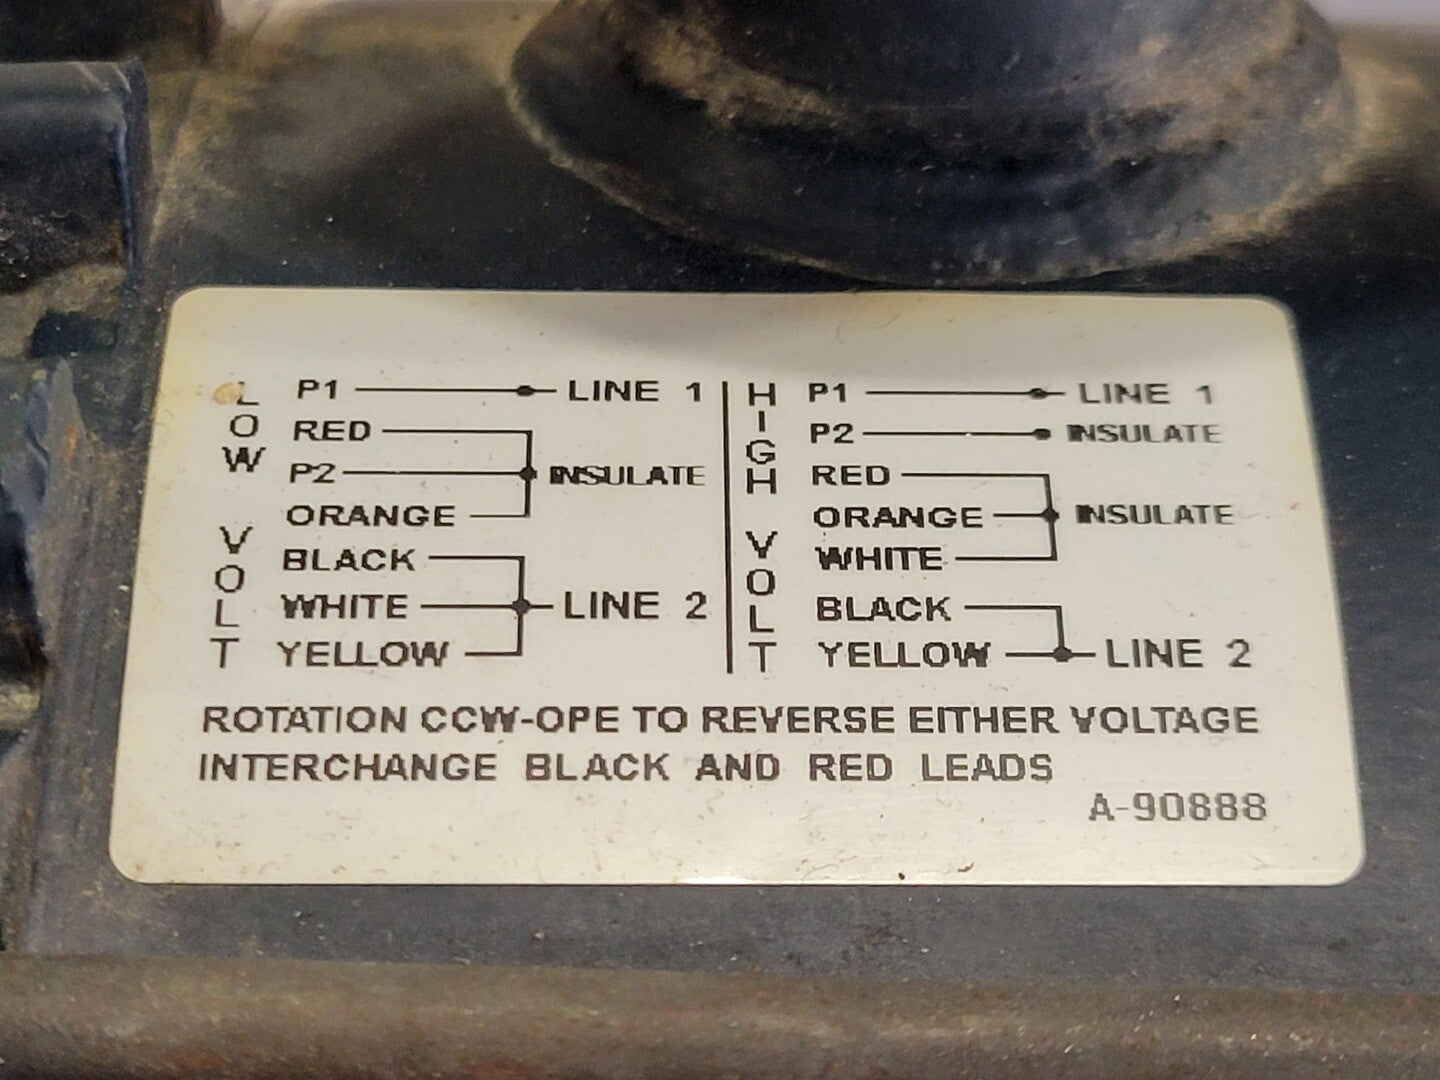 LOW VOLT
P1 LINE 1
RED
P2 INSULATE
ORANGE
BLACK
WHITE LINE 2
YELLOW
HIGH VOLT
P1 LINE 1
P2 INSULATE
RED
ORANGE INSULATE
WHITE
BLACK
YELLOW LINE 2
ROTATION CCW-OPE TO REVERSE EITHER VOLTAGE
INTERCHANGE BLACK AND RED LEADS
A-90888